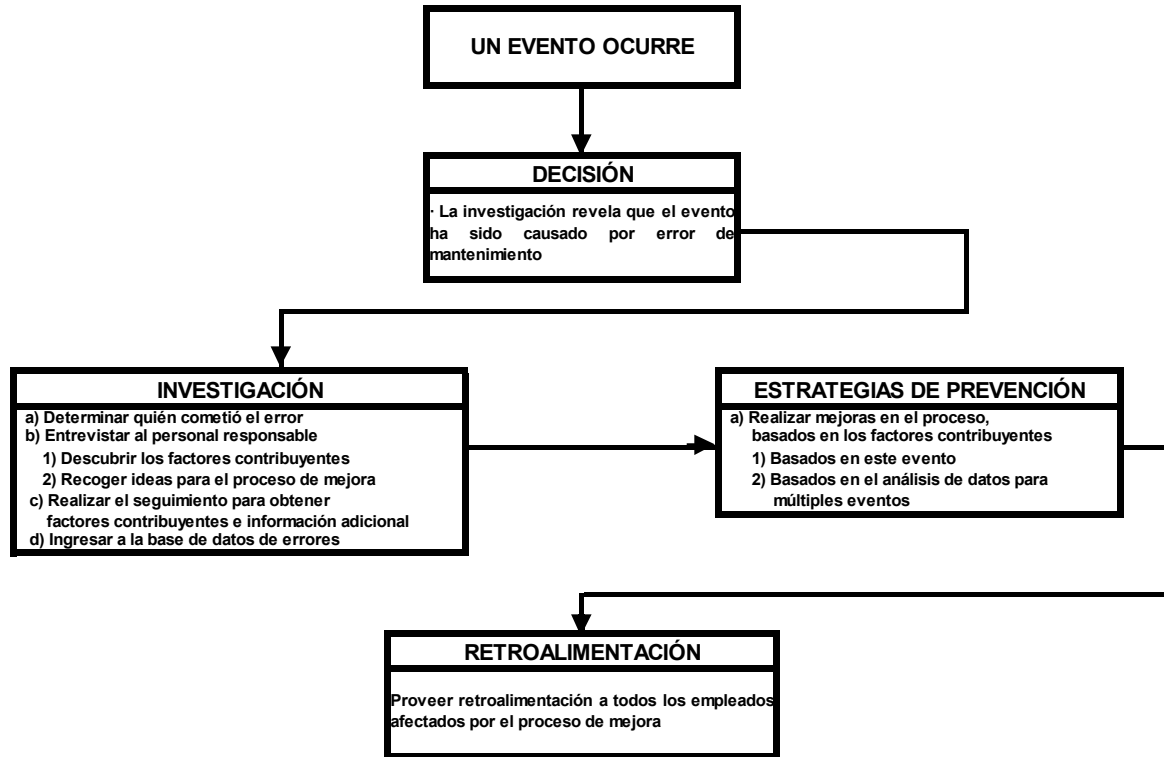 UN EVENTO OCURRE
DECISIÓN
· La investigación revela que el evento
ha sido causado por error de
mantenimiento
INVESTIGACIÓN
a) Determinar quién cometió el error
b) Entrevistar al personal responsable
1) Descubrir los factores contribuyentes
2) Recoger ideas para el proceso de mejora
c) Realizar el seguimiento para obtener
factores contribuyentes e información adicional
d) Ingresar a la base de datos de errores
ESTRATEGIAS DE PREVENCIÓN
a) Realizar mejoras en el proceso,
basados en los factores contribuyentes
1) Basados en este evento
2) Basados en el análisis de datos para
múltiples eventos
RETROALIMENTACIÓN
Proveer retroalimentación a todos los empleados
afectados por el proceso de mejora